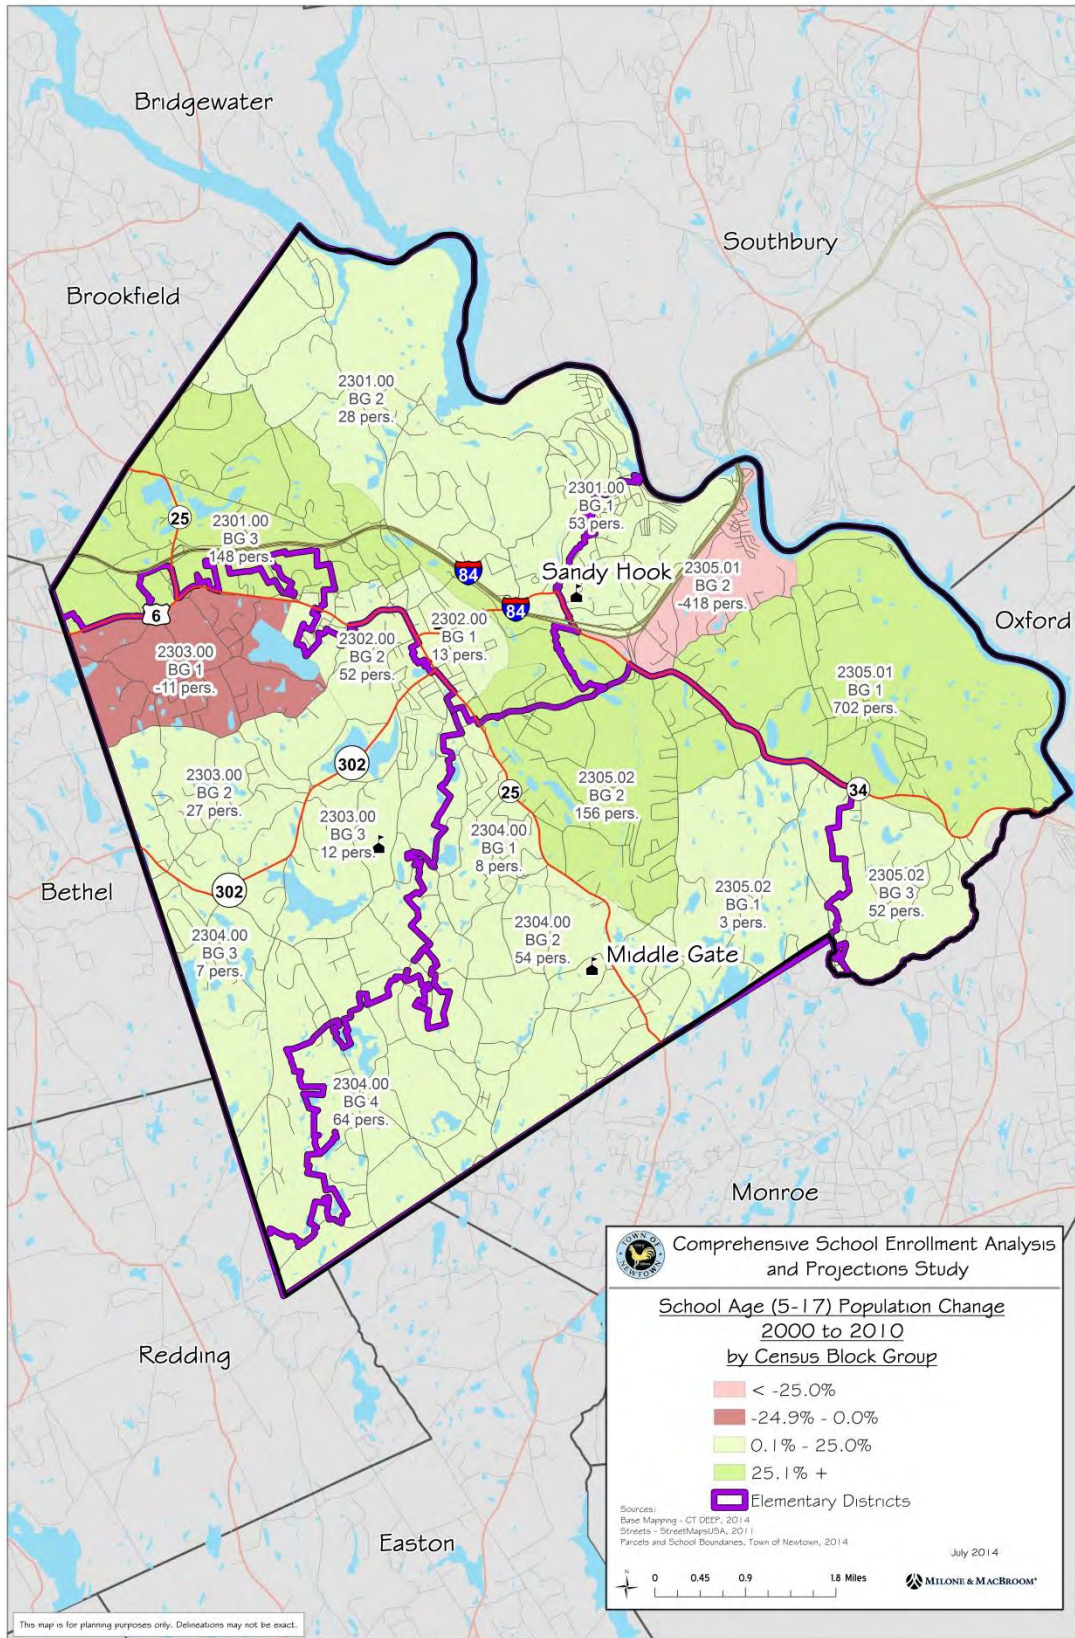 Bridgewater
Southbury
Brookfield
2301.00
BG 2
28 pers.
2301.00
BG 1
53 pers.
25
2301.00
BG 3
148 pers.
84
Sandy Hook
2305.01
BG 2
-418 pers.
84
6
Oxford
2302.00
BG 1
13 pers.
2302.00
BG 2
52 pers.
2303.00
BG 1
-11 pers.
2305.01
BG 1
702 pers.
302
2303.00
BG 2
27 pers.
25
2305.02
BG 2
156 pers.
34
2303.00
BG 3
12 pers.
2304.00
BG 1
8 pers.
Bethel
302
2305.02
BG 1
3 pers.
2305.02
BG 3
52 pers.
2304.00
BG 3
7 pers.
2304.00
BG 2
54 pers.
Middle Gate
2304.00
BG 4
64 pers.
Monroe
Redding
Easton
TOWN OF
NEWTOWN
Comprehensive School Enrollment Analysis
and Projections Study
School Age (5-17) Population Change
2000 to 2010
by Census Block Group
< -25.0%
-24.9% - 0.0%
0.1% - 25.0%
25.1% +
Elementary Districts
Sources:
Base Mapping - CT DEEP, 2014
Streets - StreetMapsUSA, 2011
Parcels and School Boundaries, Town of Newtown, 2014
July 2014
N
0 0.45 0.9 1.8 Miles
MILONE & MACBROOM®
This map is for planning purposes only. Delineations may not be exact.